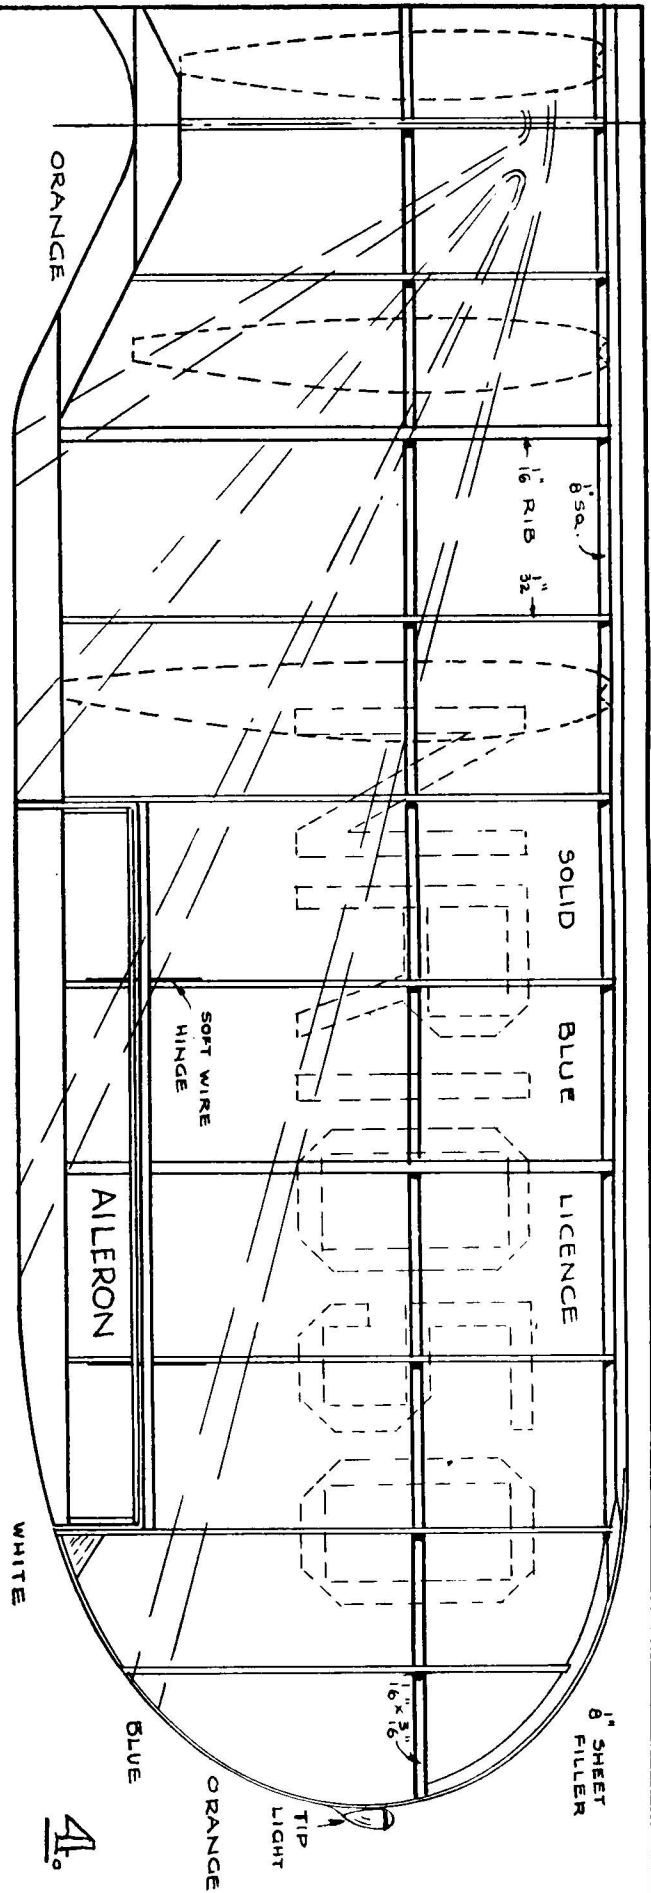 1" SHEET
8 FILLER
1" SQ.
8
SOLID BLUE LICENCE
1" RIB
16
1"
32
NR1050
1" x 3"
16 16
TIP
LIGHT
SOFT WIRE
HINGE
AILERON
ORANGE
BLUE
ORANGE
WHITE
4.